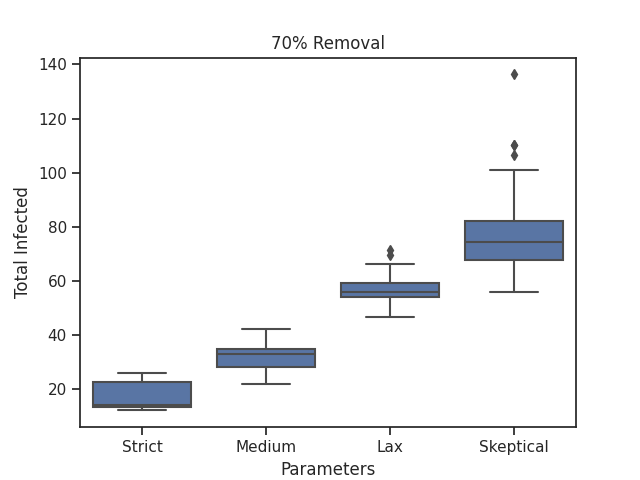 70% Removal
140
120
100
80
60
40
20
Total Infected
Strict Medium Lax Skeptical
Parameters